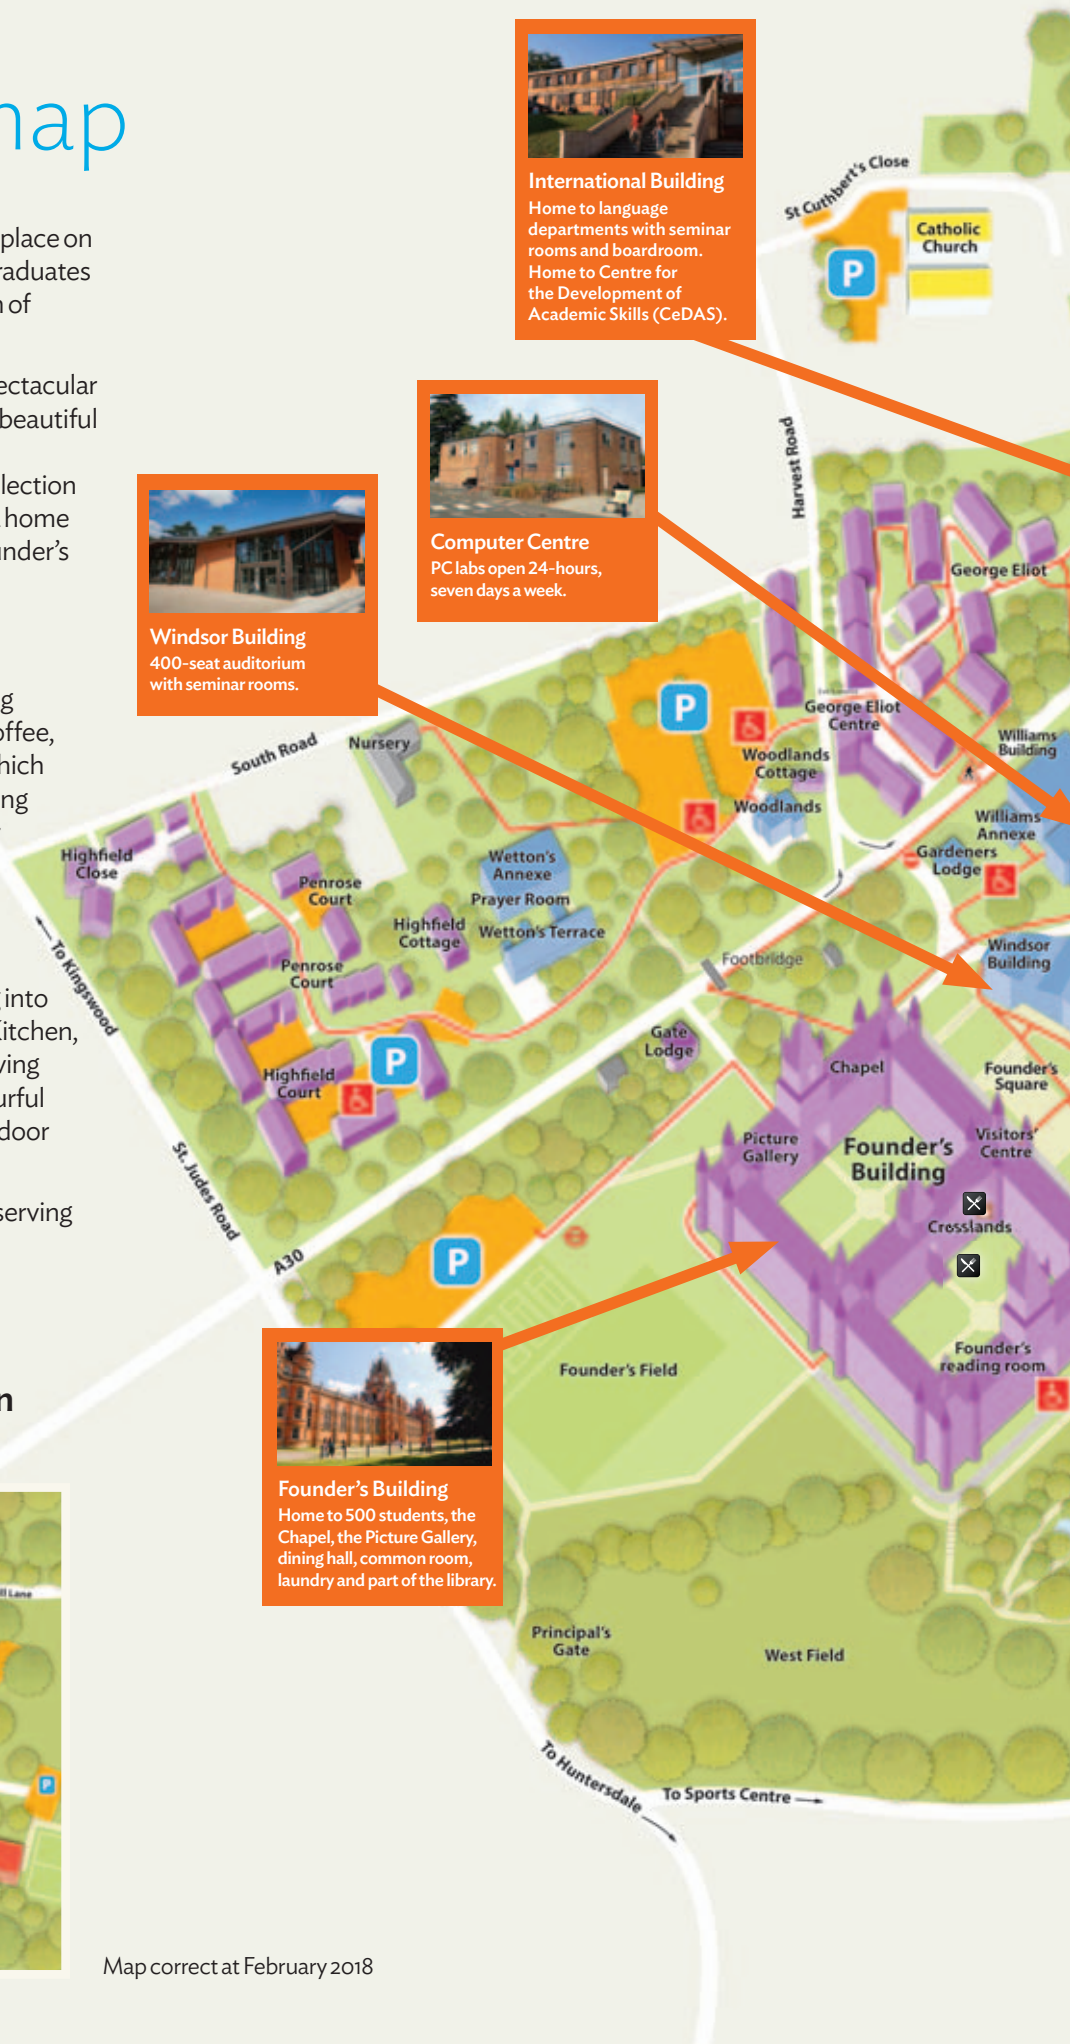 map
place on
raduates
n of
ectacular
beautiful
lection
home
under's
g
offee,
hich
ng
into
Kitchen,
ving
urful
door
serving
n
International Building
Home to language
departments with seminar
rooms and boardroom.
Home to Centre for
the Development of
Academic Skills (CeDAS).
Computer Centre
PC labs open 24-hours,
seven days a week.
Windsor Building
400-seat auditorium
with seminar rooms.
St Cuthbert's Close
Catholic
Church
P
Harvest Road
George Eliot
P
George Eliot
Centre
Williams
Building
South Road
Nursery
Woodlands
Cottage
Woodlands
Williams
Annexe
Gardeners
Lodge
Highfield
Close
Wetton's
Annexe
Penrose
Court
Prayer Room
Highfield
Cottage
Wetton's Terrace
To Kingswood
Penrose
Court
Footbridge
Windsor
Building
Gate
Lodge
P
Highfield
Court
Chapel
Founder's
Square
Picture
Gallery
Founder's
Building
Visitors'
Centre
St. Judes Road
A30
P
Crosslands
Founder's Field
Founder's
reading room
Founder's Building
Home to 500 students, the
Chapel, the Picture Gallery,
dining hall, common room,
laundry and part of the library.
ll Lane
Principal's
Gate
West Field
P
To Huntersdale
To Sports Centre
Map correct at February 2018